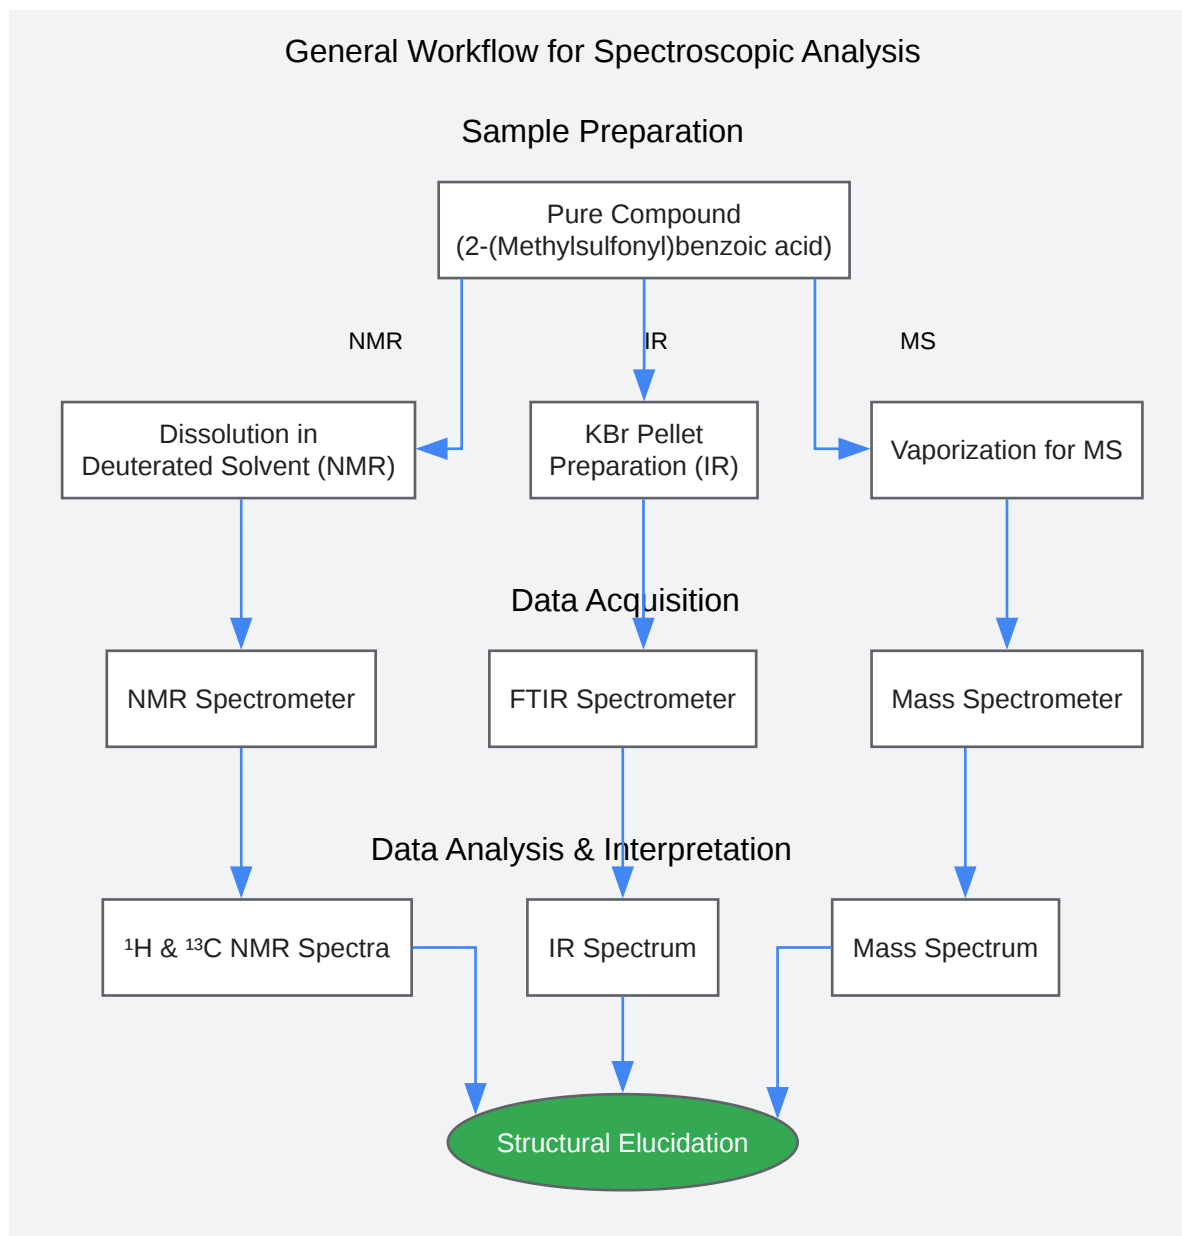 General Workflow for Spectroscopic Analysis
Sample Preparation
Pure Compound
(2-(Methylsulfonyl)benzoic acid)
NMR
IR
MS
Dissolution in
Deuterated Solvent (NMR)
KBr Pellet
Preparation (IR)
Vaporization for MS
Data Acquisition
NMR Spectrometer
FTIR Spectrometer
Mass Spectrometer
Data Analysis & Interpretation
¹H & ¹³C NMR Spectra
IR Spectrum
Mass Spectrum
Structural Elucidation